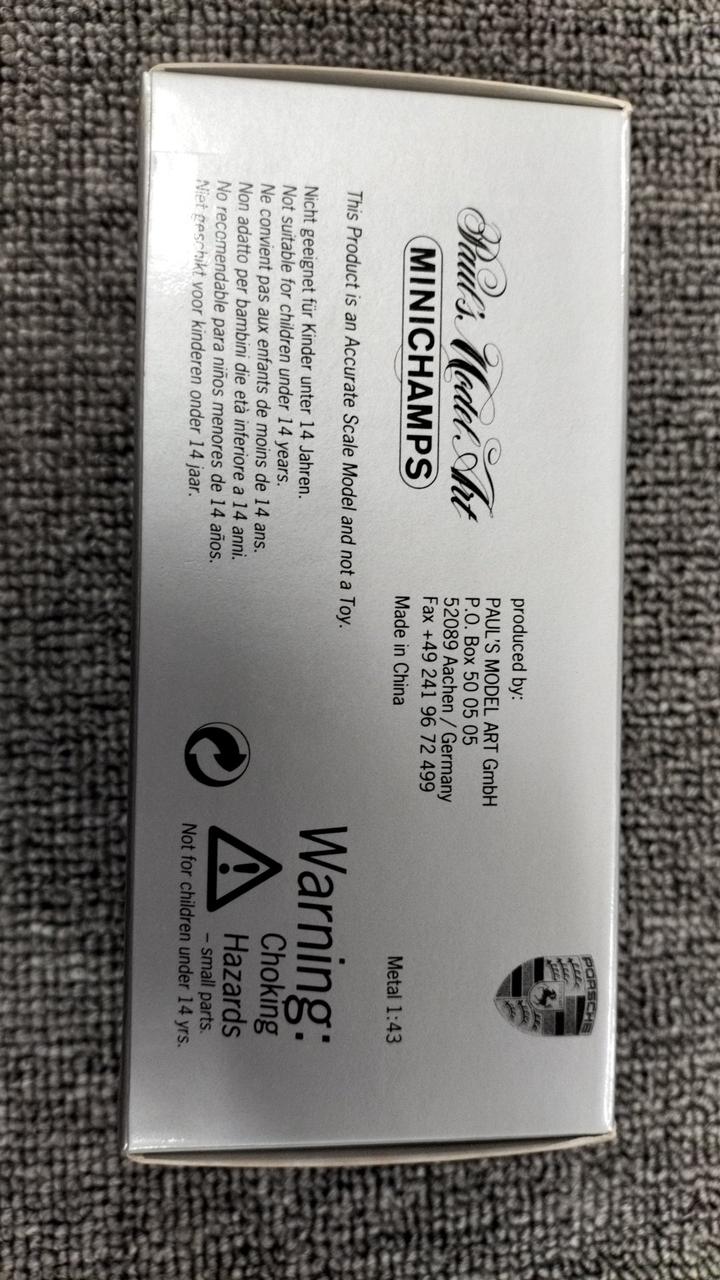 Paul's Model Art
MINICHAMPS
produced by:
PAUL'S MODEL ART GmbH
P.O. Box 50 05 05
52089 Aachen / Germany
Fax +49 241 96 72 499
Made in China
PORSCHE
Metal 1:43
This Product is an Accurate Scale Model and not a Toy.
Nicht geeignet für Kinder unter 14 Jahren.
Not suitable for children under 14 years.
Ne convient pas aux enfants de moins de 14 ans.
Non adatto per bambini die età inferiore a 14 anni.
No recomendable para niños menores de 14 años.
Niet geschikt voor kinderen onder 14 jaar.
Warning:
Choking
Hazards
– small parts.
Not for children under 14 yrs.